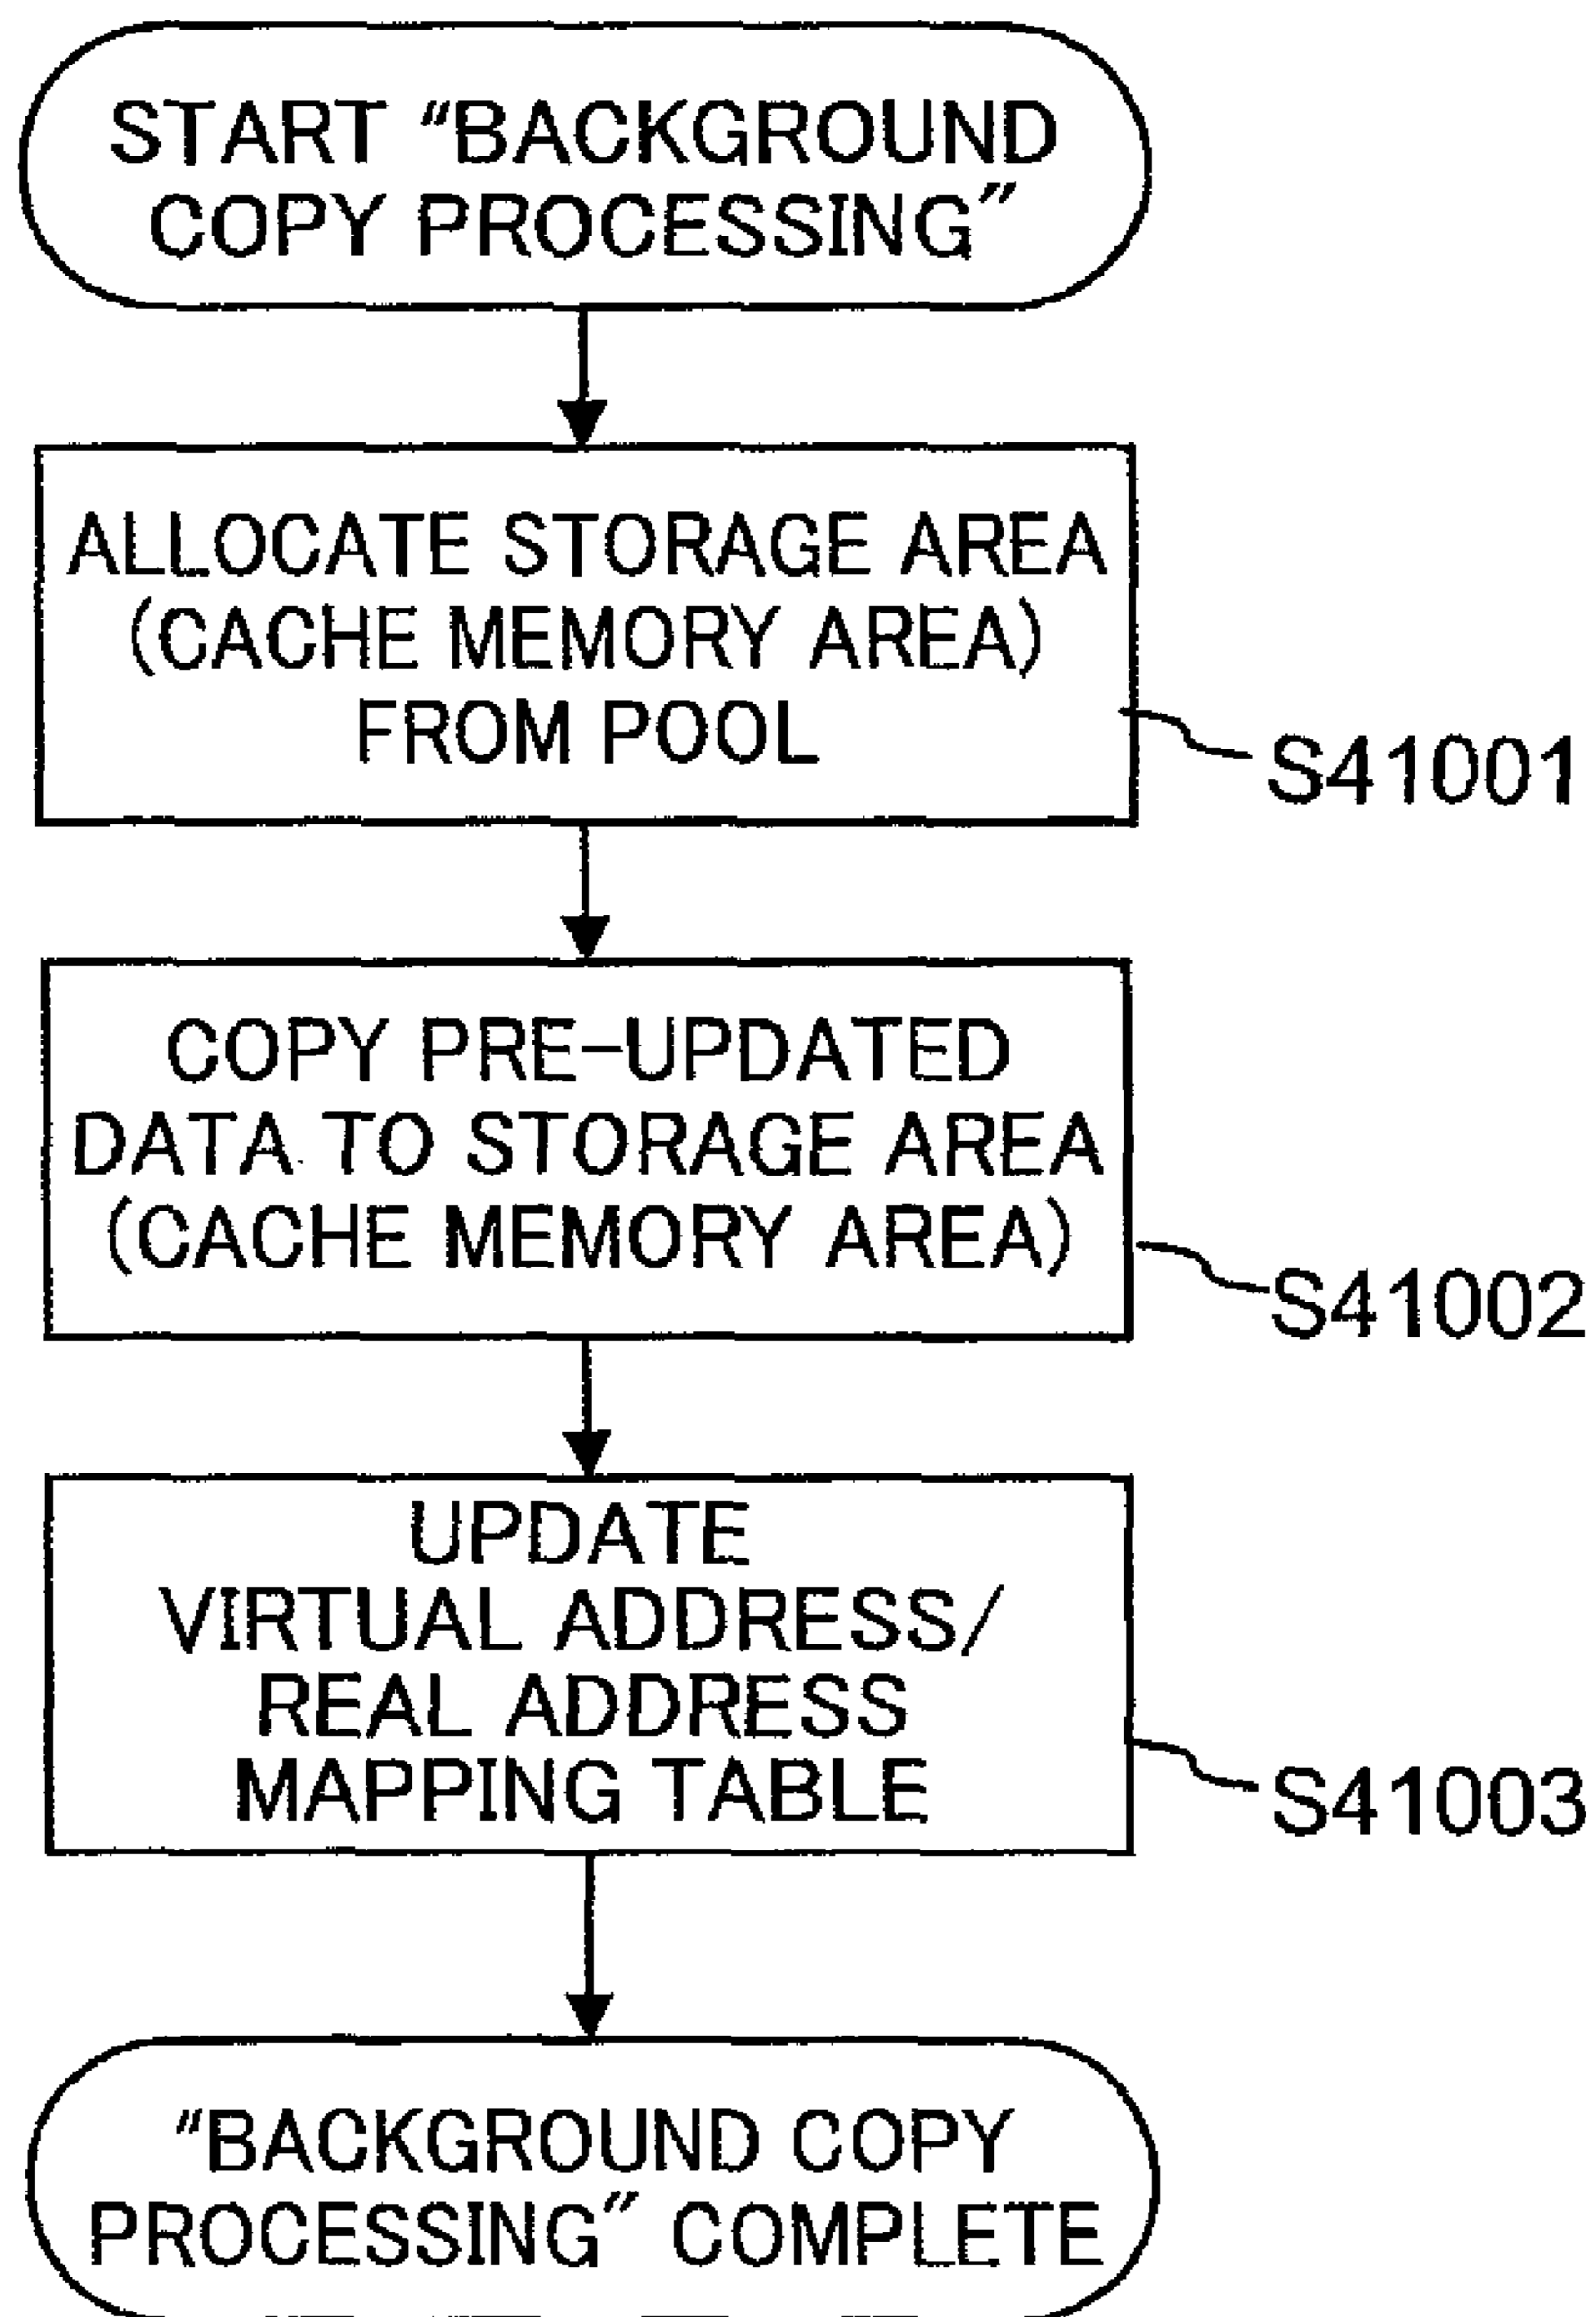 START “BACKGROUND
COPY PROCESSING”
ALLOCATE STORAGE AREA
(CACHE MEMORY AREA)
FROM POOL
S41001
COPY PRE-UPDATED
DATA TO STORAGE AREA
(CACHE MEMORY AREA)
S41002
UPDATE
VIRTUAL ADDRESS/
REAL ADDRESS
MAPPING TABLE
S41003
“BACKGROUND COPY
PROCESSING” COMPLETE